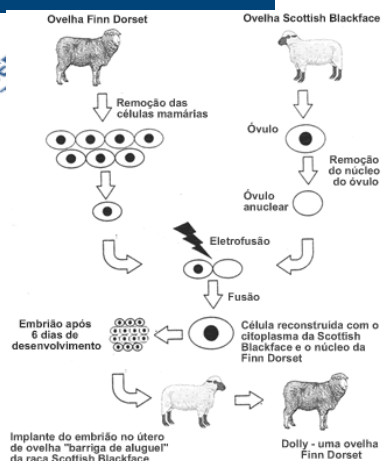 Ovelha Finn Dorset
Ovelha Scottish Blackface
Remoção das
células mamárias
Óvulo
Remoção
do núcleo
do óvulo
Óvulo
anuclear
Eletrofusão
Fusão
Embrião após
6 dias de
desenvolvimento
Célula reconstruída com o
citoplasma da Scottish
Blackface e o núcleo da
Finn Dorset
Implante do embrião no útero
de ovelha "barriga de aluguel"
da raça Scottish Blackface
Dolly - uma ovelha
Finn Dorset